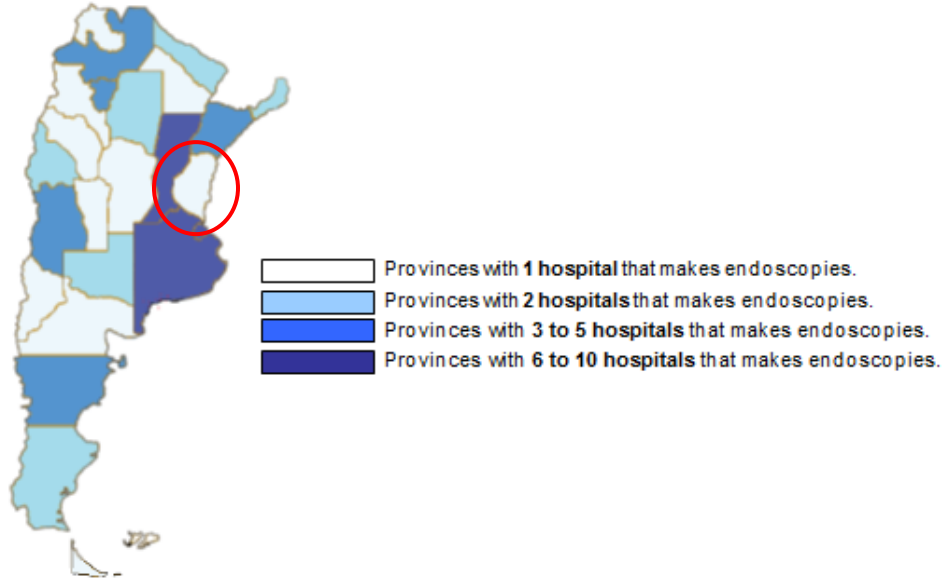 Provinces with 1 hospital that makes endoscopies.
Provinces with 2 hospitals that makes endoscopies.
Provinces with 3 to 5 hospitals that makes endoscopies.
Provinces with 6 to 10 hospitals that makes endoscopies.